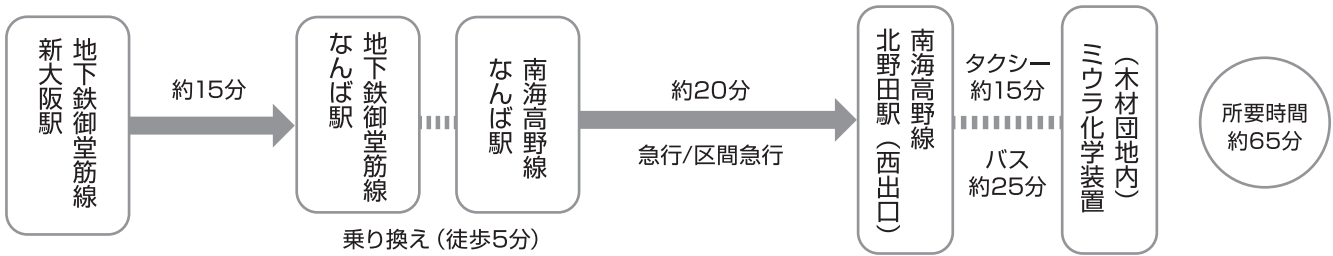 地下鉄御堂筋線
新大阪駅
約15分
地下鉄御堂筋線
なんば駅
乗り換え（徒歩5分）
南海高野線
なんば駅
約20分
急行/区間急行
南海高野線
北野田駅（西出口）
タクシー
約15分
バス
約25分
（木材団地内）
ミウラ化学装置
所要時間
約65分